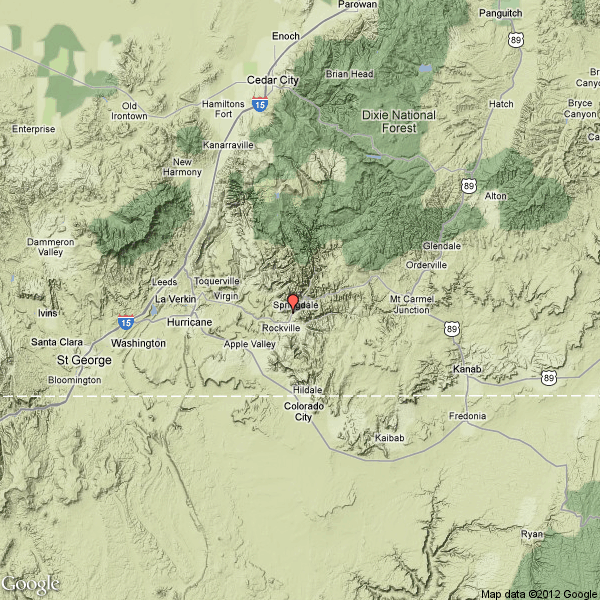 Parowan
Panguitch
89
Enoch
Brian Head
Cedar City
Old
Irontown
Hamiltons
Fort
15
Hatch
Bryce
Canyon
Dixie National
Forest
Enterprise
Kanarraville
New
Harmony
89
Alton
Dammeron
Valley
Glendale
Orderville
Leeds
Toquerville
La Verkin
Virgin
Springdale
Mt Carmel
Junction
Ivins
15
Hurricane
Rockville
89
Santa Clara
Washington
Apple Valley
St George
Bloomington
Kanab
89
Hildale
Colorado
City
Fredonia
Kaibab
Ryan
Google
Map data ©2012 Google